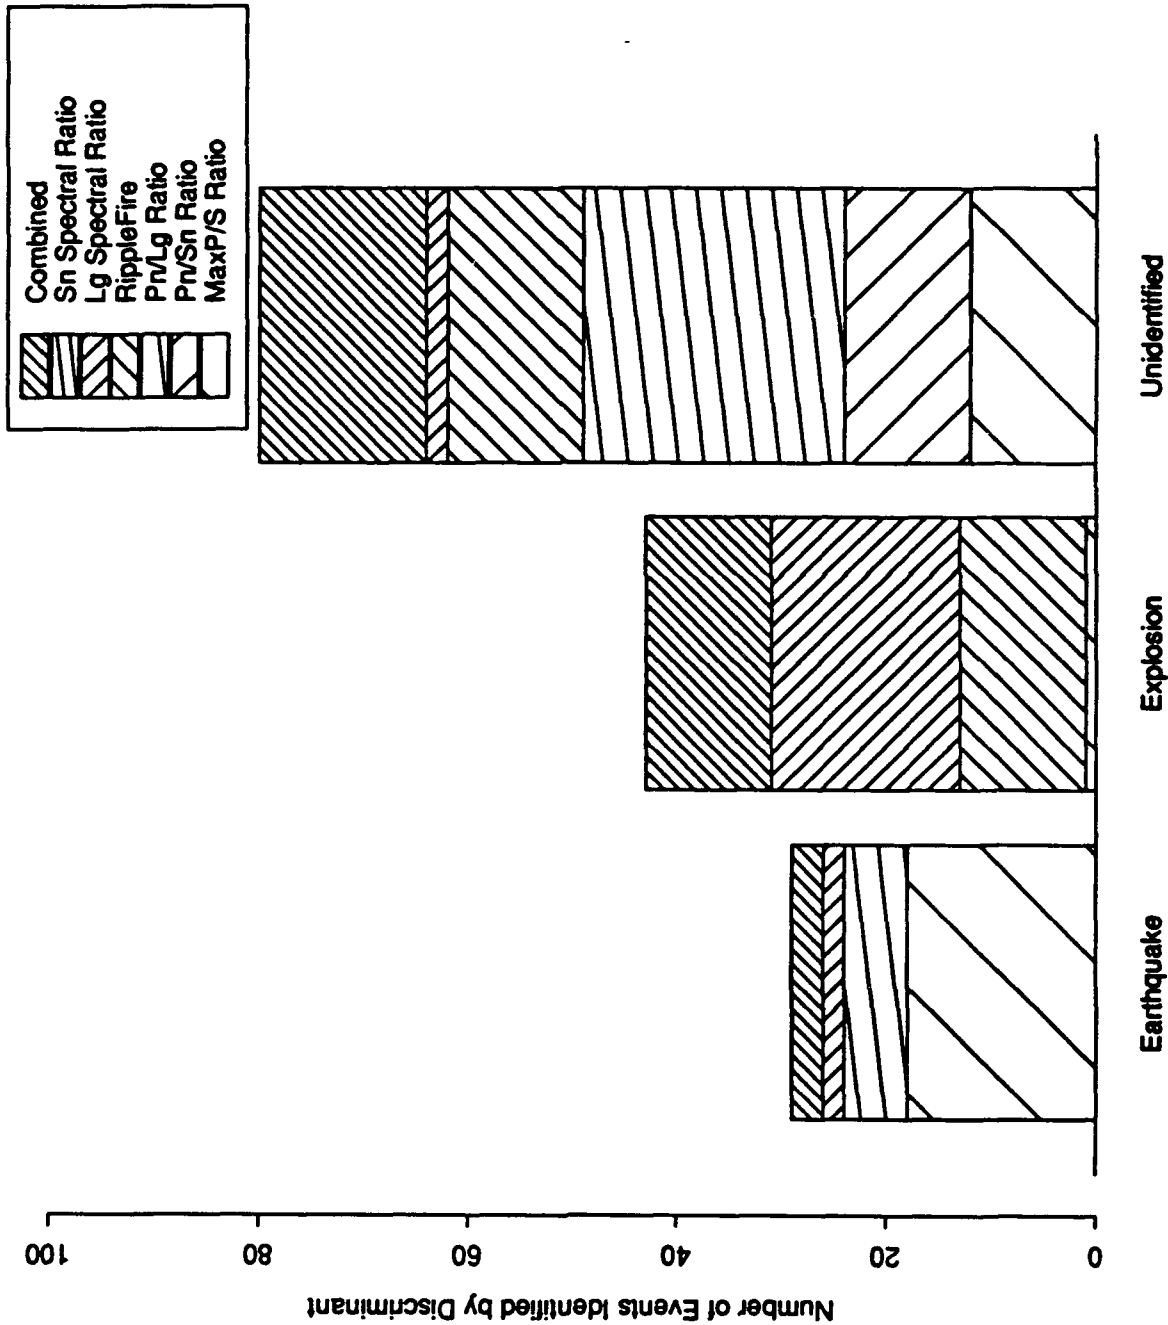 Combined
Sn Spectral Ratio
Lg Spectral Ratio
RippleFire
Pn/Lg Ratio
Pn/Sn Ratio
MaxP/S Ratio
Number of Events Identified by Discriminant
100
80
60
40
20
0
Earthquake
Explosion
Unidentified